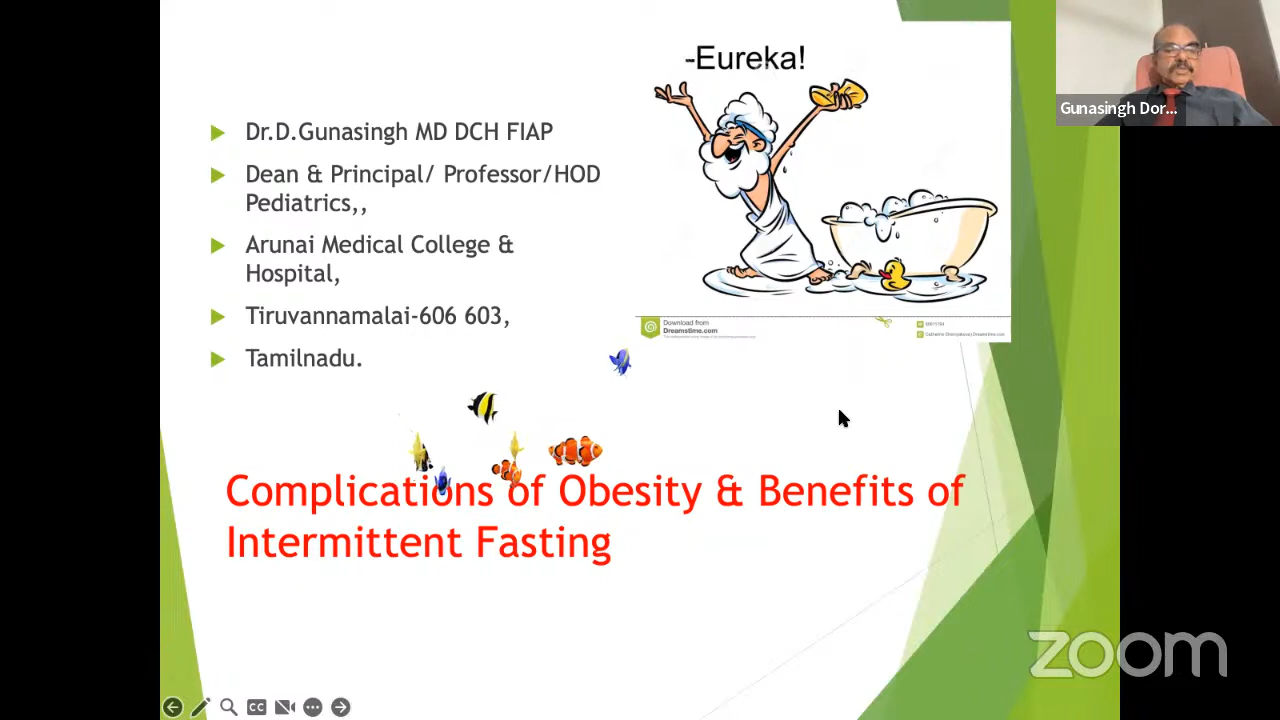 -Eureka!
Gunasingh Dor...
Dr.D.Gunasingh MD DCH FIAP
Dean & Principal/ Professor/HOD
Pediatrics,,
Arunai Medical College &
Hospital,
Tiruvannamalai-606 603,
Tamilnadu.
Download from
Dreamstime.com
Complications of Obesity & Benefits of
Intermittent Fasting
zoom
CC